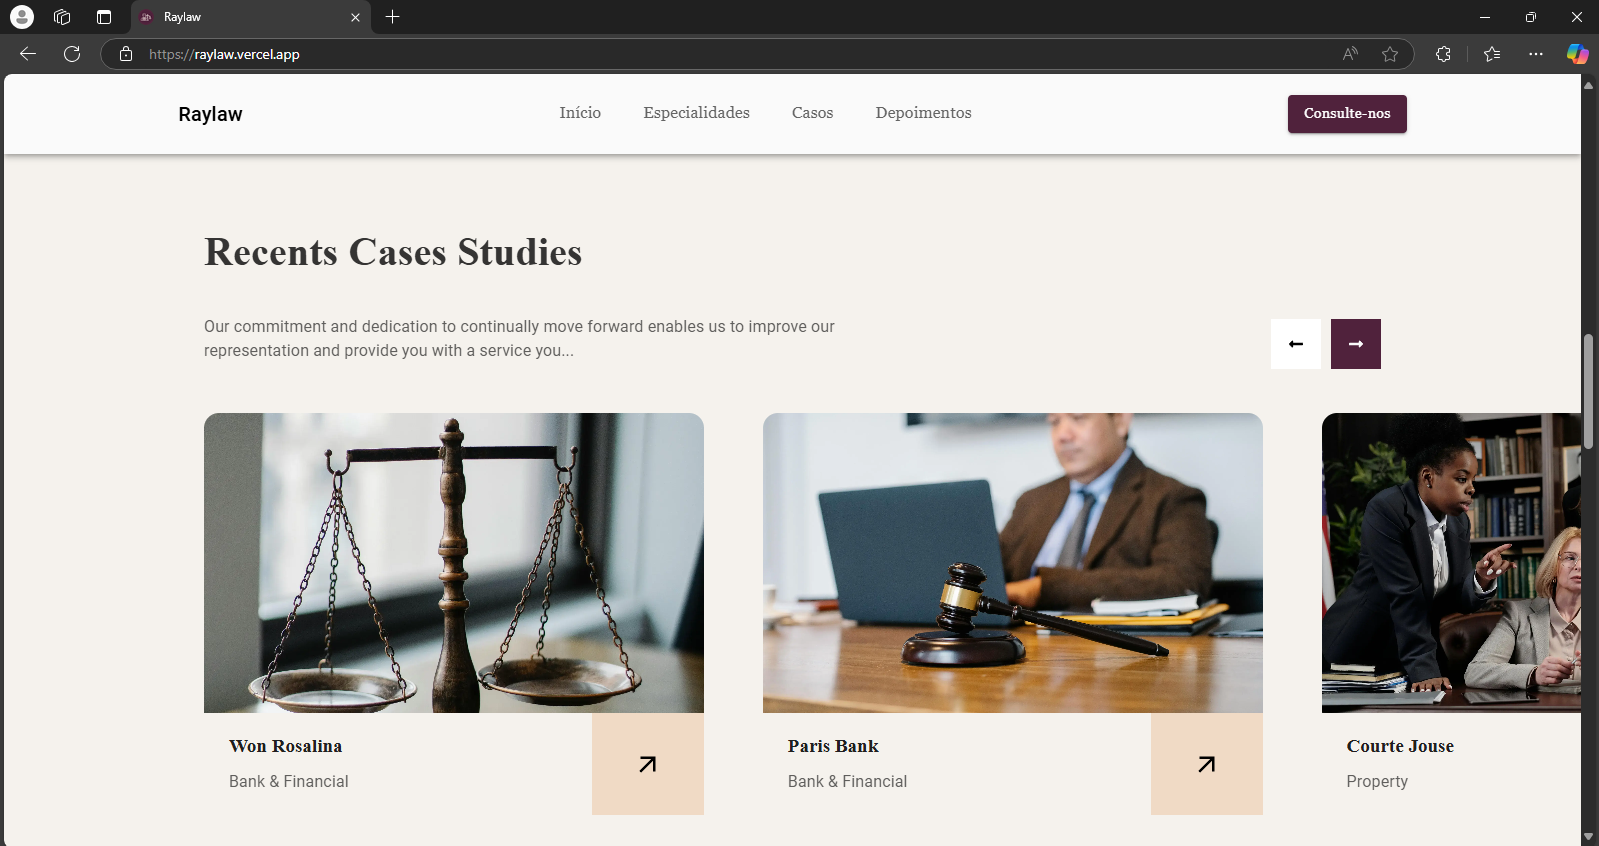 Raylaw
https://raylaw.vercel.app
Raylaw
Início
Especialidades
Casos
Depoimentos
Consulte-nos
Recents Cases Studies
Our commitment and dedication to continually move forward enables us to improve our
representation and provide you with a service you...
Won Rosalina
Bank & Financial
Paris Bank
Bank & Financial
Courte Jouse
Property